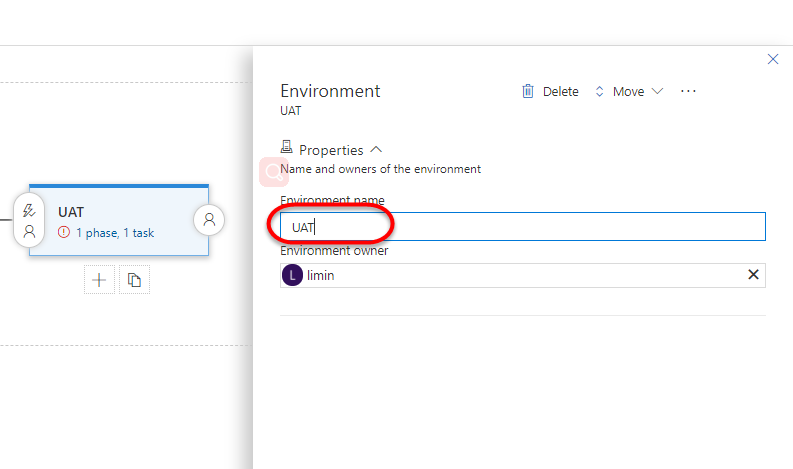 Environment
Delete
Move
···
UAT
Properties
Name and owners of the environment
Environment name
UAT
UAT
1 phase, 1 task
Environment owner
L limin